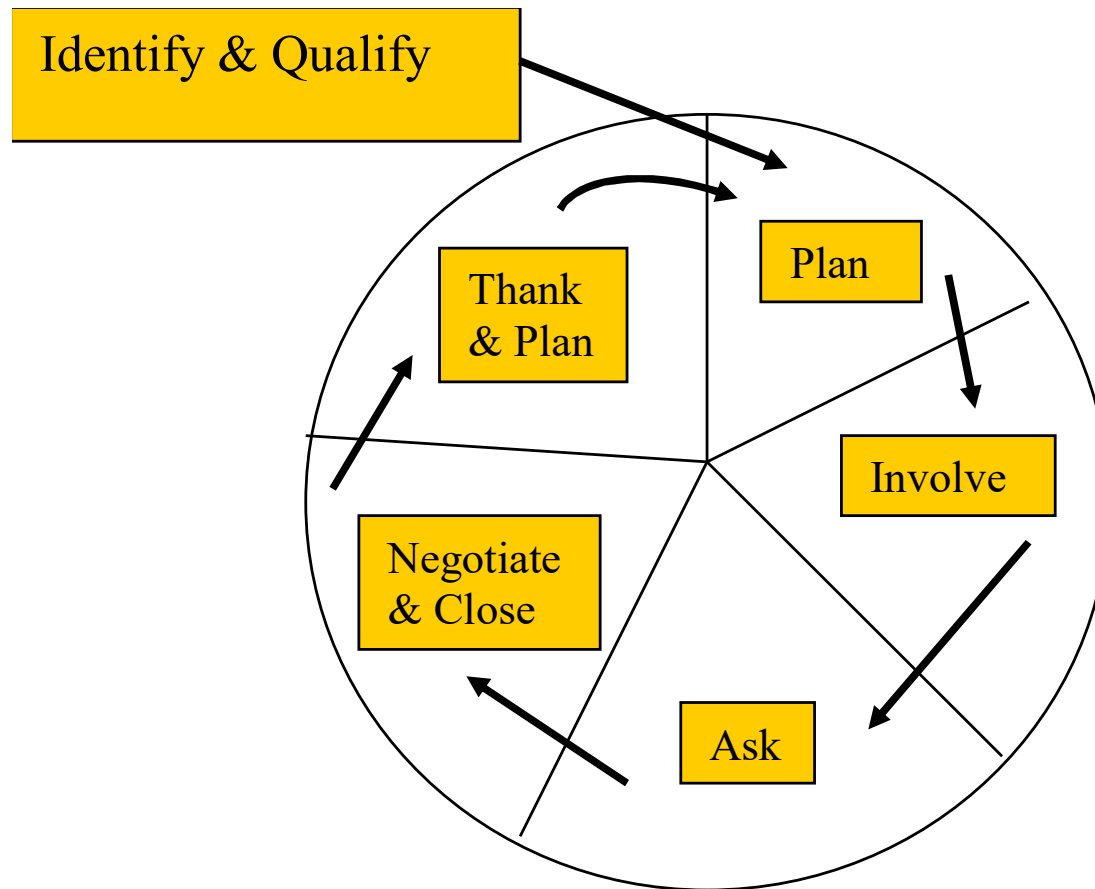 Identify & Qualify
Plan
Thank
& Plan
Involve
Negotiate
& Close
Ask